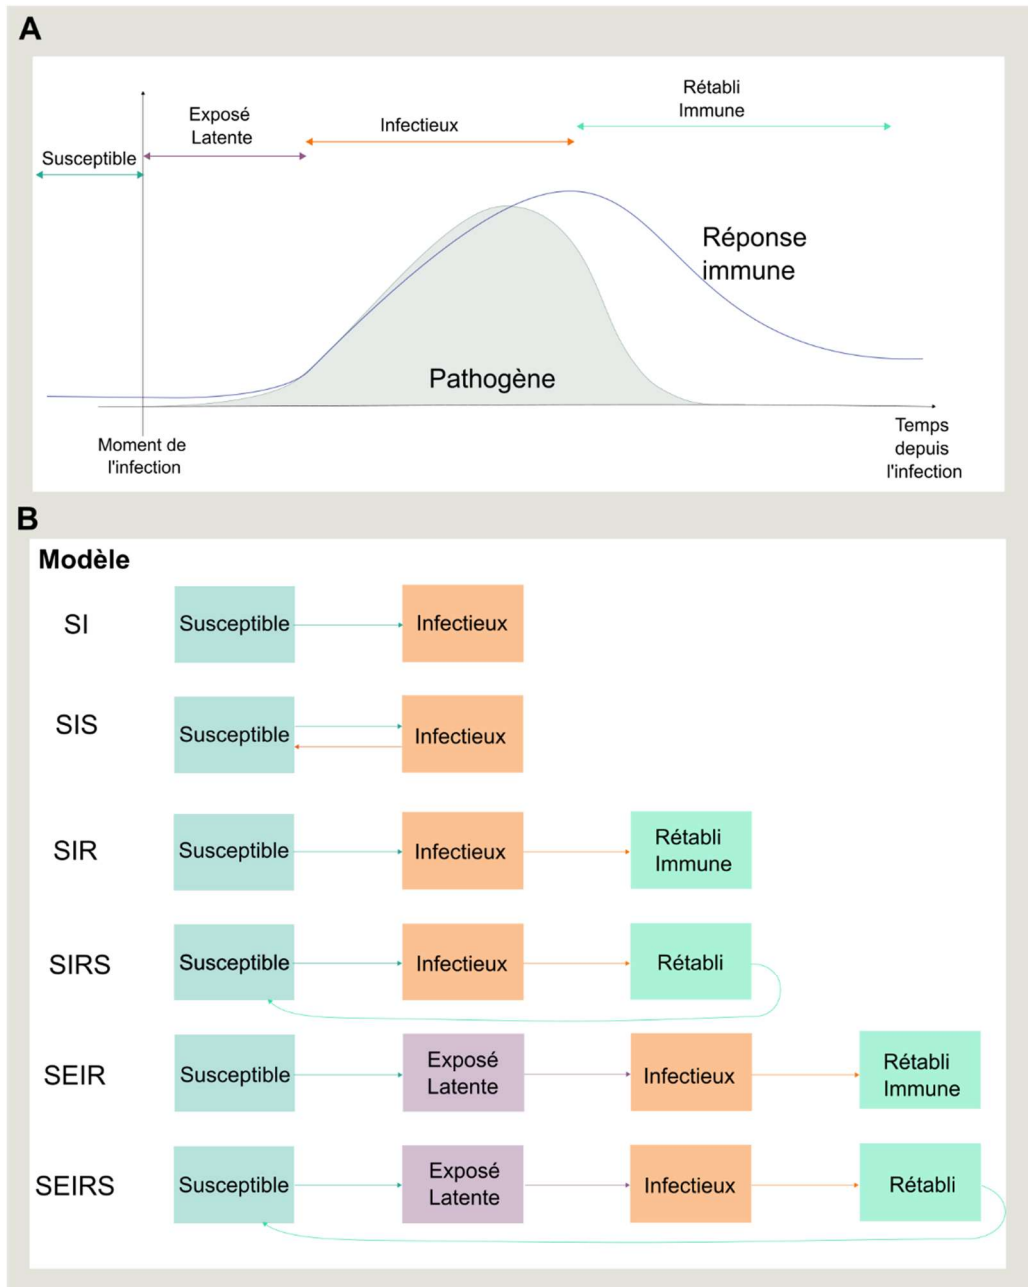 A
Rétabli
Immune
Exposé
Latente
Infectieux
Susceptible
Réponse
immune
Pathogène
Moment de
l'infection
Temps
depuis
l'infection
B
Modèle
SI
Susceptible
Infectieux
SIS
Susceptible
Infectieux
SIR
Susceptible
Infectieux
Rétabli
Immune
SIRS
Susceptible
Infectieux
Rétabli
SEIR
Susceptible
Exposé
Latente
Infectieux
Rétabli
Immune
SEIRS
Susceptible
Exposé
Latente
Infectieux
Rétabli